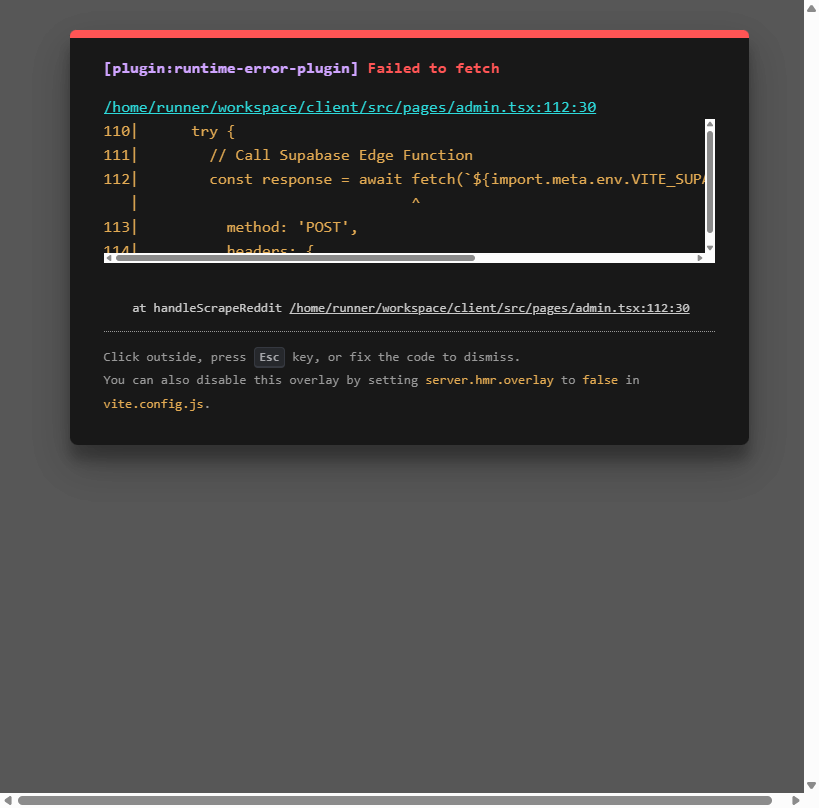 [plugin:runtime-error-plugin] Failed to fetch
/home/runner/workspace/client/src/pages/admin.tsx:112:30
110|      try {
111|        // Call Supabase Edge Function
112|        const response = await fetch(`${import.meta.env.VITE_SUPA
   |                                ^
113|          method: 'POST',
114|          headers: {
at handleScrapeReddit /home/runner/workspace/client/src/pages/admin.tsx:112:30
Click outside, press Esc key, or fix the code to dismiss.
You can also disable this overlay by setting server.hmr.overlay to false in
vite.config.js.